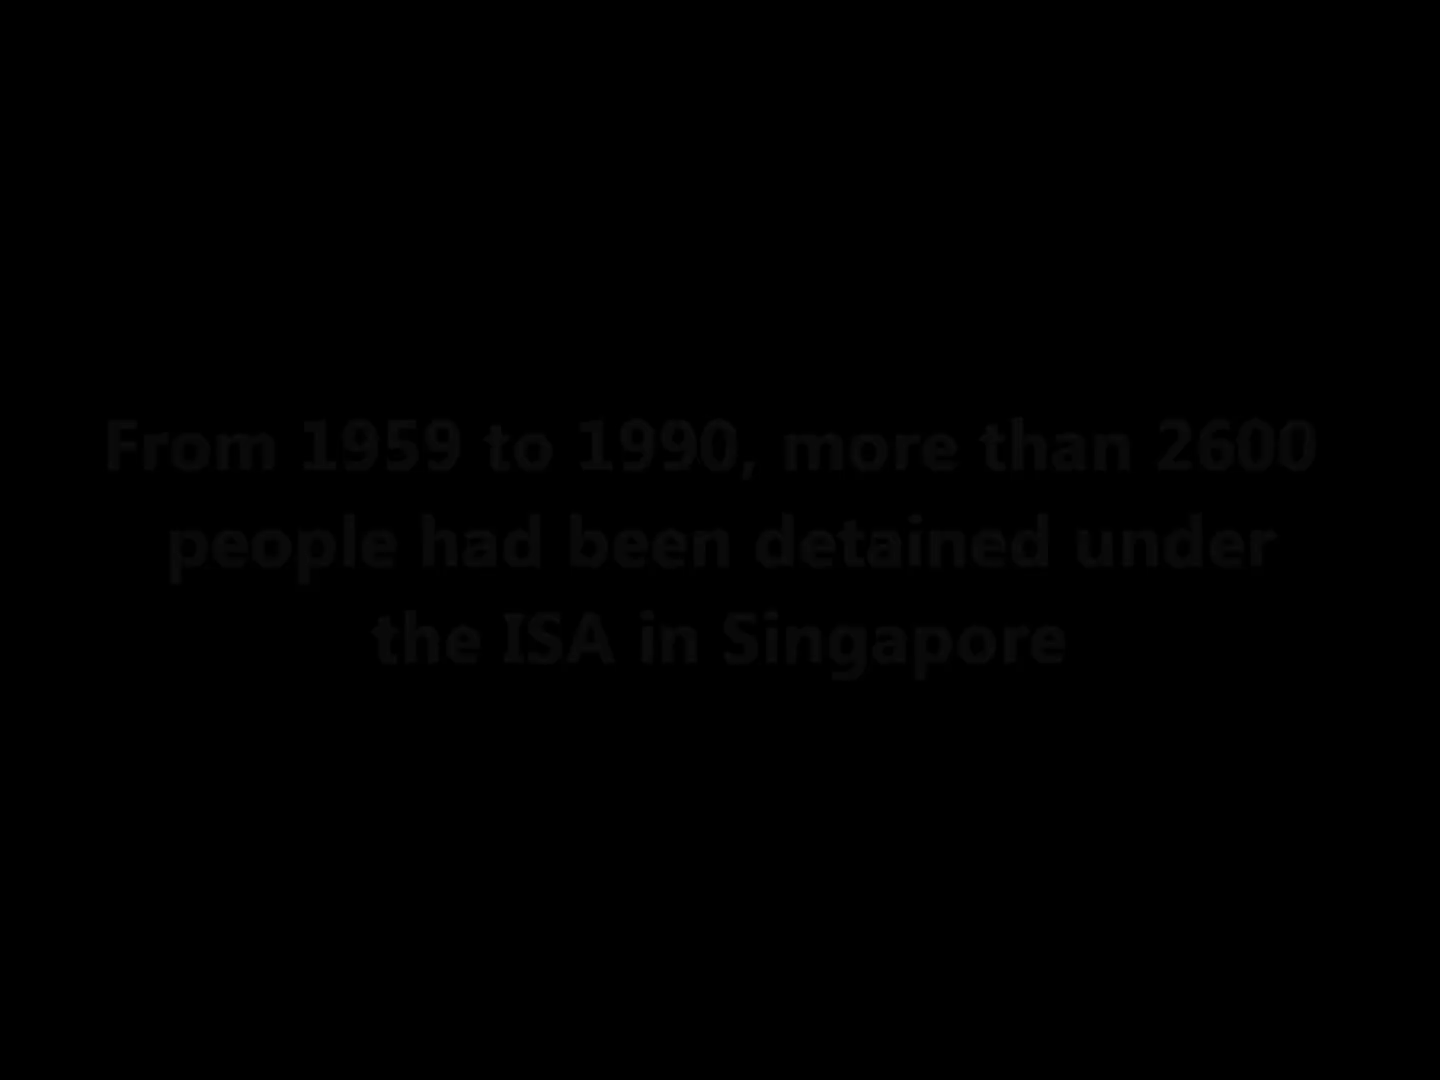 From 1959 to 1990, more than 2600
people had been detained under
the ISA in Singapore